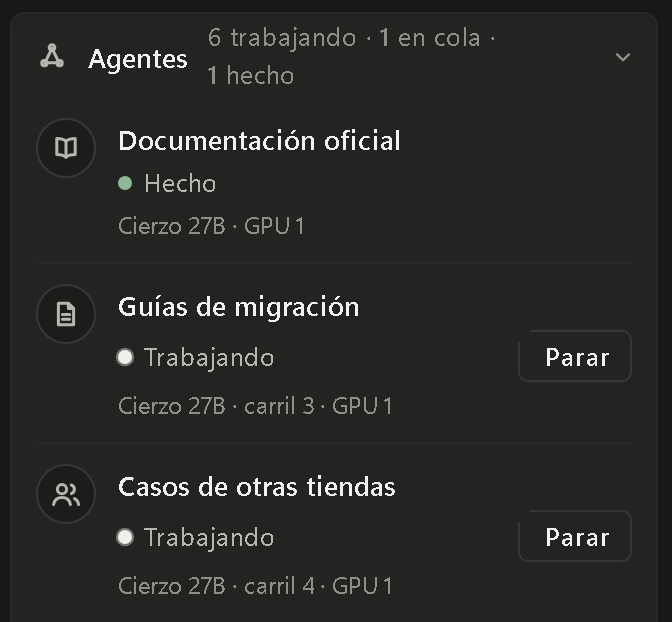 Agentes
6 trabajando · 1 en cola ·
1 hecho
Documentación oficial
Hecho
Cierzo 27B · GPU 1
Guías de migración
Trabajando
Parar
Cierzo 27B · carril 3 · GPU 1
Casos de otras tiendas
Trabajando
Parar
Cierzo 27B · carril 4 · GPU 1